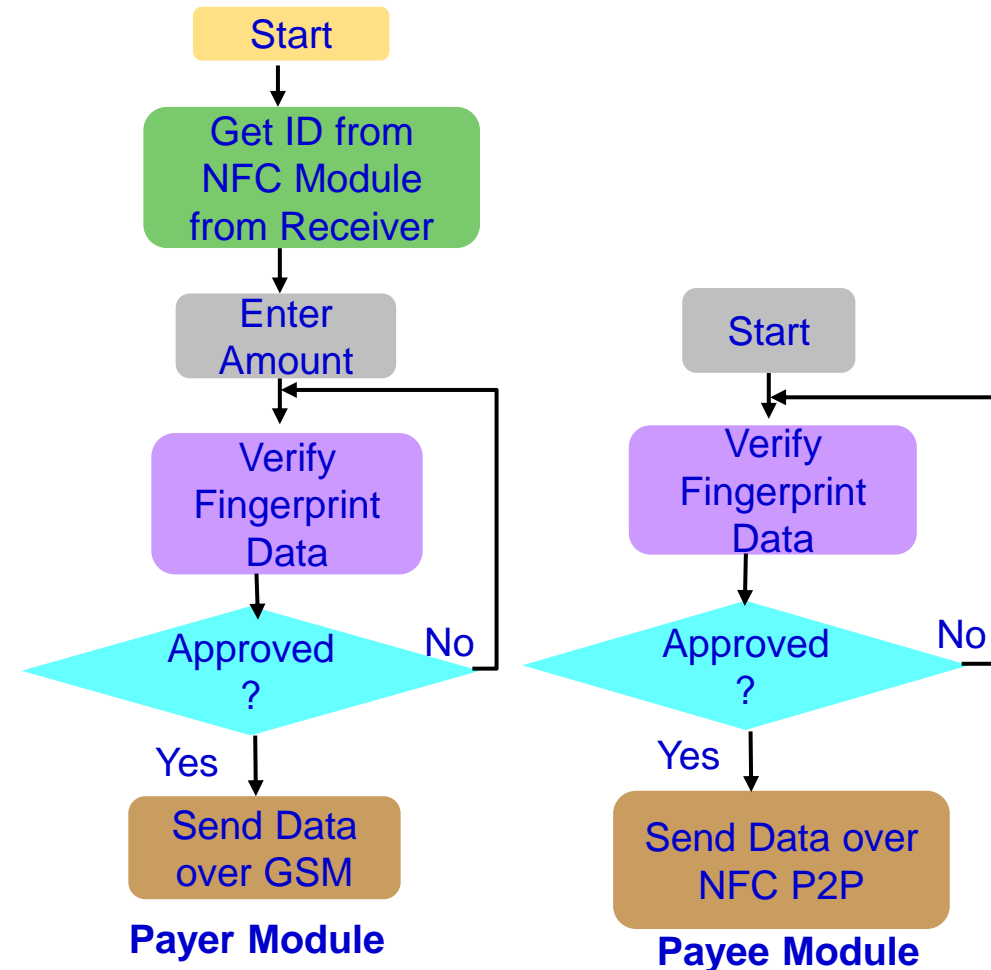 Start
Get ID from
NFC Module
from Receiver
Enter
Amount
Verify
Fingerprint
Data
Approved
?
No
Yes
Send Data
over GSM
Payer Module
Start
Verify
Fingerprint
Data
Approved
?
No
Yes
Send Data over
NFC P2P
Payee Module